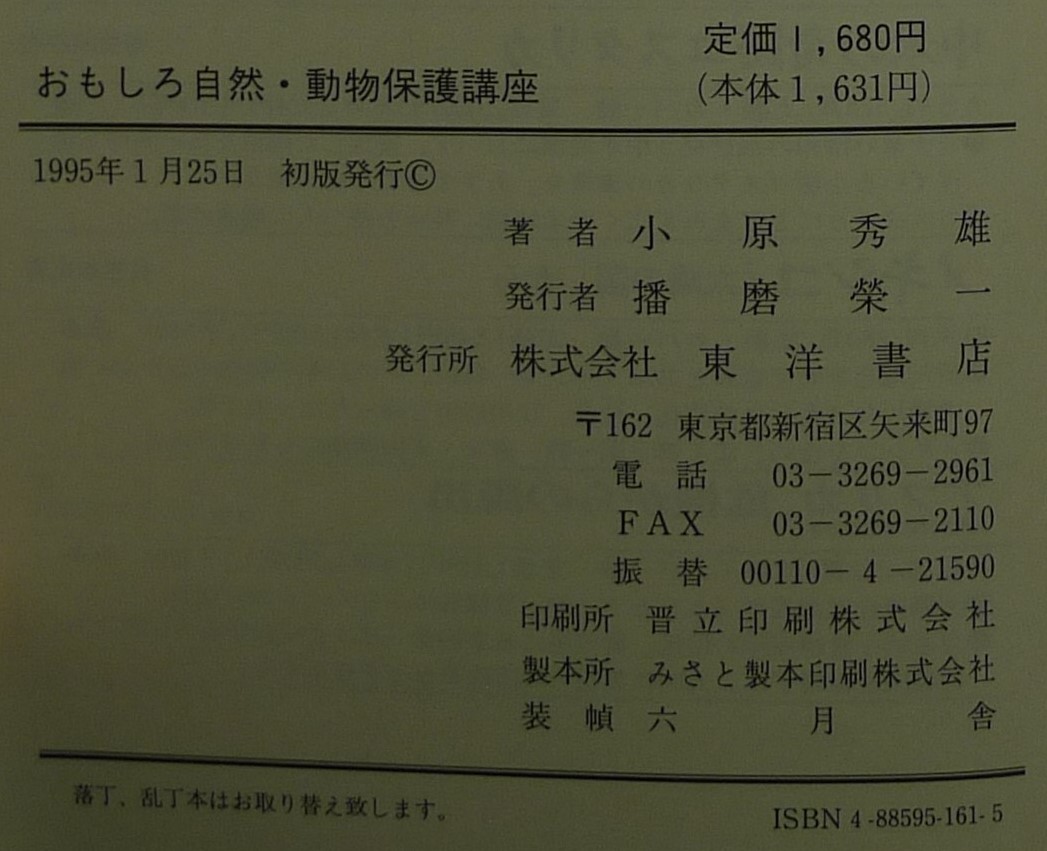 定価1,680円
おもしろ自然・動物保護講座
(本体1,631円)
1995年1月25日 初版発行©
著者 小原秀雄
発行者 播磨榮一
発行所 株式会社 東洋書店
〒162 東京都新宿区矢来町97
電話 03-3269-2961
FAX 03-3269-2110
振替 00110-4-21590
印刷所 晋立印刷株式会社
製本所 みさと製本印刷株式会社
装幀 六月舎
落丁、乱丁本はお取り替え致します。
ISBN 4-88595-161-5